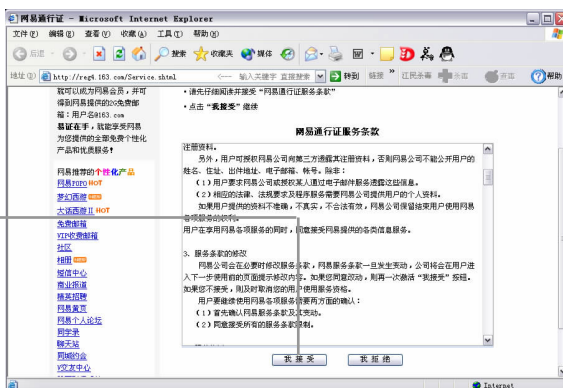 网易通行证 - Microsoft Internet Explorer
文件(F) 编辑(E) 查看(V) 收藏(A) 工具(T) 帮助(H)
后退 搜索 收藏夹 媒体
地址(D) http://reg4.163.com/Service.shtml <---- 输入关键字 直接搜索 转到 链接 江民杀毒 帮助
就可以成为网易会员,并可
得到网易提供的2G免费邮
箱:用户名@163.com
易证在手,就能享受网易
为您提供的全部免费个性化
产品和优质服务!
网易推荐的个性化产品
网易POPO HOT
梦幻西游
大话西游 II HOT
免费邮箱
VIP收费邮箱
社区
相册
短信中心
商业报道
精英招聘
网易黄页
网易个人论坛
同学录
聊天站
同城约会
V交友中心
·请先仔细阅读并接受“网易通行证服务条款”
·点击“我接受”继续
网易通行证服务条款
注册资料。
另外,用户可授权网易公司向第三方透露其注册资料,否则网易公司不能公开用户的
姓名、住址、出件地址、电子邮箱、帐号。除非:
(1)用户要求网易公司或授权某人通过电子邮件服务透露这些信息。
(2)相应的法律、法规要求及程序服务需要网易公司提供用户的个人资料。
如果用户提供的资料不准确,不真实,不合法有效,网易公司保留结束用户使用网易
各项服务的权利。
用户在享用网易各项服务的同时,同意接受网易提供的各类信息服务。
3、服务条款的修改
网易公司会在必要时修改服务条款,网易服务条款一旦发生变动,公司将会在用户进
入下一步使用前的页面提示修改内容。如果您同意改动,则再一次激活“我接受”按钮。
如果您不接受,则及时取消您的用户使用服务资格。
用户要继续使用网易各项服务需要两方面的确认:
(1)首先确认网易服务条款及其变动。
(2)同意接受所有的服务条款限制。
我接受 我拒绝
Internet